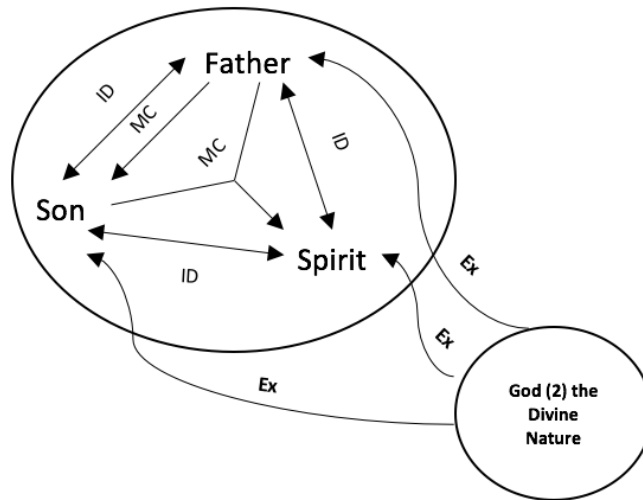 Father
ID
MC
MC
ID
Son
Spirit
ID
Ex
Ex
Ex
God (2) the
Divine
Nature